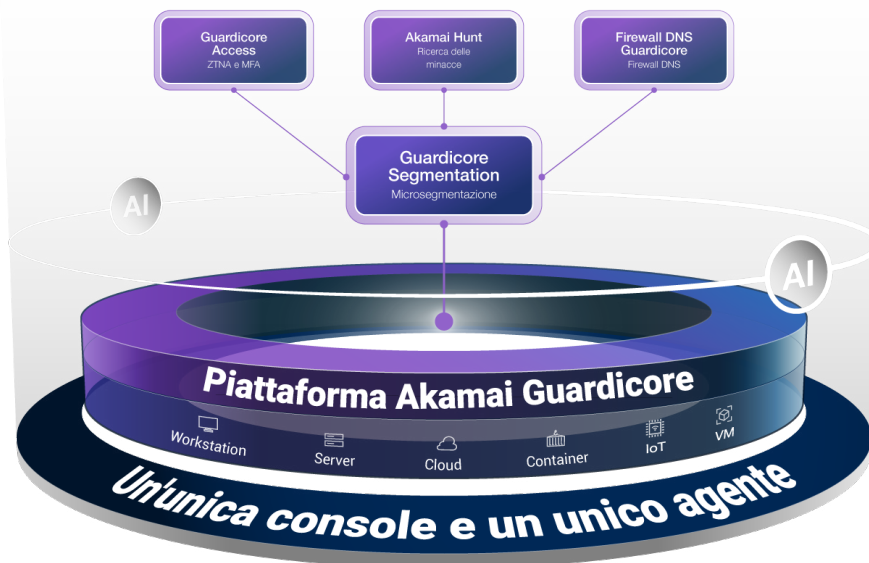 Guardicore
Access
ZTNA e MFA
Akamai Hunt
Ricerca delle
minacce
Firewall DNS
Guardicore
Firewall DNS
Guardicore
Segmentation
Microsegmentazione
AI
AI
Piattaforma Akamai Guardicore
Workstation
Server
Cloud
Container
IoT
VM
Un'unica console e un unico agente